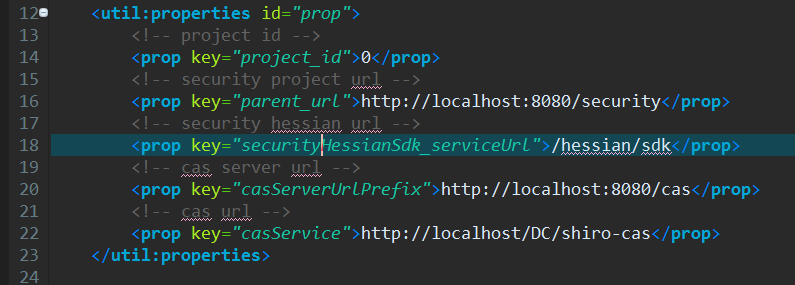 12 <util:properties id="prop">
13 <!-- project id -->
14 <prop key="project_id">0</prop>
15 <!-- security project url -->
16 <prop key="parent_url">http://localhost:8080/security</prop>
17 <!-- security hessian url -->
18 <prop key="securityHessianSdk_serviceUrl">/hessian/sdk</prop>
19 <!-- cas server url -->
20 <prop key="casServerUrlPrefix">http://localhost:8080/cas</prop>
21 <!-- cas url -->
22 <prop key="casService">http://localhost/DC/shiro-cas</prop>
23 </util:properties>
24